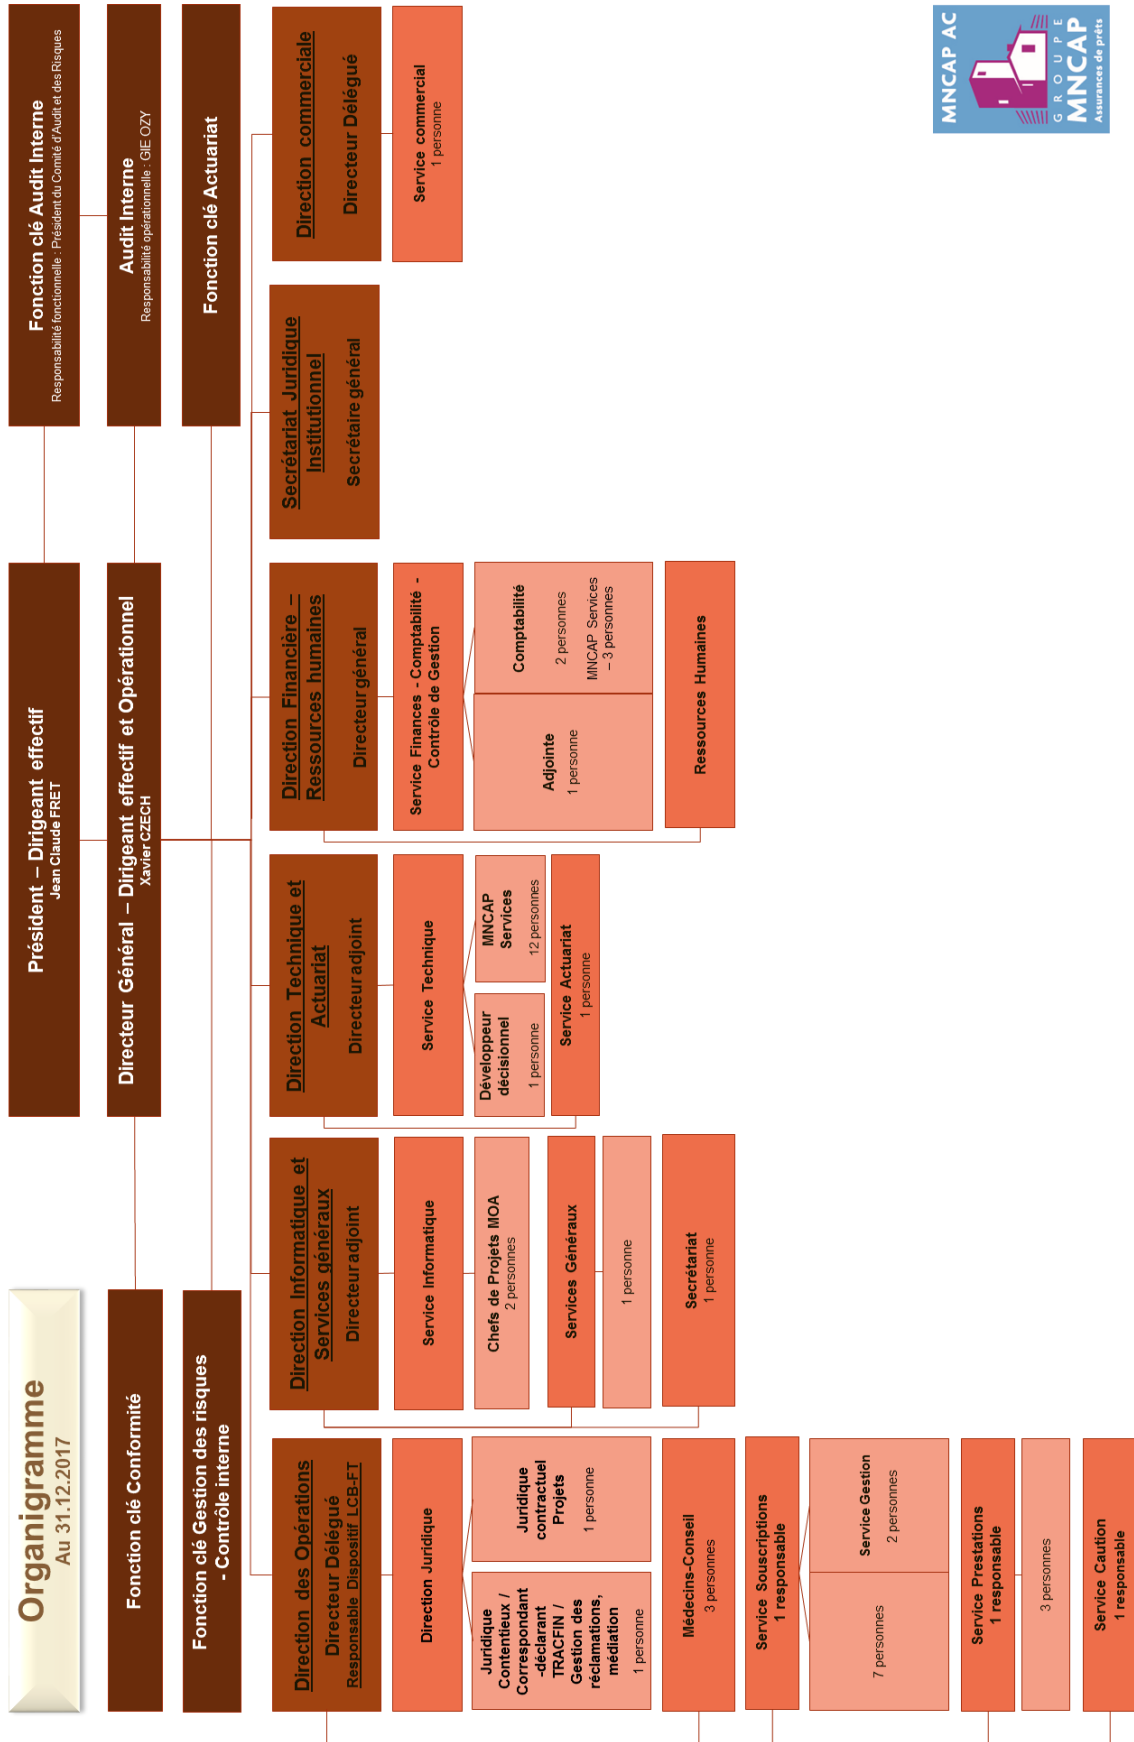 Organigramme
Au 31.12.2017
Président – Dirigeant effectif
Jean Claude FRET
Fonction clé Audit Interne
Responsabilité fonctionnelle : Président du Comité d'Audit et des Risques
Fonction clé Conformité
Directeur Général – Dirigeant effectif et Opérationnel
Xavier CZECH
Audit Interne
Responsabilité opérationnelle : GIE OZY
Fonction clé Gestion des risques
- Contrôle interne
Fonction clé Actuariat
Direction des Opérations
Directeur Délégué
Responsable Dispositif LCB-FT
Direction Juridique
Juridique
Contentieux /
Correspondant
-déclarant
TRACFIN /
Gestion des
réclamations,
médiation
1 personne
Juridique
contractuel
Projets
1 personne
Médecins-Conseil
3 personnes
Service Souscriptions
1 responsable
7 personnes
Service Gestion
2 personnes
Service Prestations
1 responsable
3 personnes
Service Caution
1 responsable
Direction Informatique et
Services généraux
Directeur adjoint
Service Informatique
Chefs de Projets MOA
2 personnes
Services Généraux
1 personne
Secrétariat
1 personne
Direction Technique et
Actuariat
Directeur adjoint
Service Technique
Développeur
décisionnel
1 personne
MNCAP
Services
12 personnes
Service Actuariat
1 personne
Direction Financière –
Ressources humaines
Directeur général
Service Finances - Comptabilité -
Contrôle de Gestion
Adjointe
1 personne
Comptabilité
2 personnes
MNCAP Services
– 3 personnes
Ressources Humaines
Secrétariat Juridique
Institutionnel
Secrétaire général
Direction commerciale
Directeur Délégué
Service commercial
1 personne
MNCAP AC
GROUPE
MNCAP
Assurances de prêts